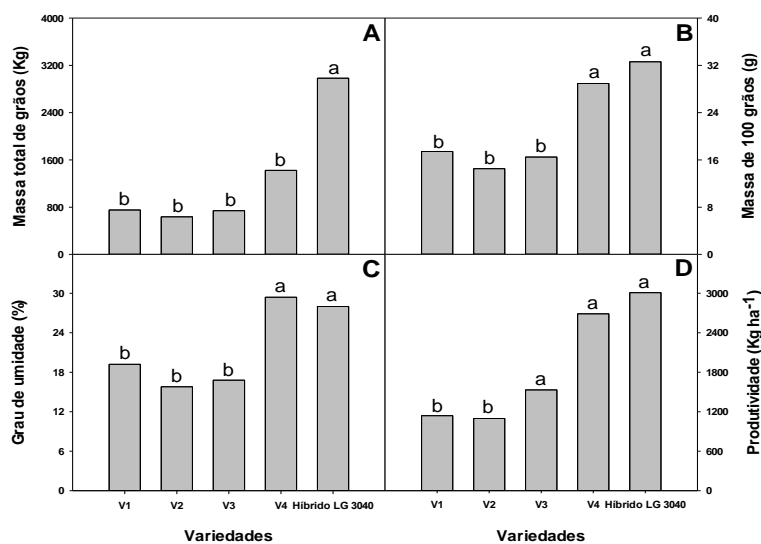 Massa total de grãos (Kg)
4000
3200
2400
1600
800
0
A
b
b
b
b
a
B
b
b
b
a
a
40
32
24
16
8
0
Massa de 100 grãos (g)
Grau de umidade (%)
30
24
18
12
6
0
C
b
b
b
a
a
D
b
b
a
a
a
3000
2400
1800
1200
600
0
Produtividade (Kg ha-1)
V1 V2 V3 V4 Híbrido LG 3040
V1 V2 V3 V4 Híbrido LG 3040
Variedades
Variedades